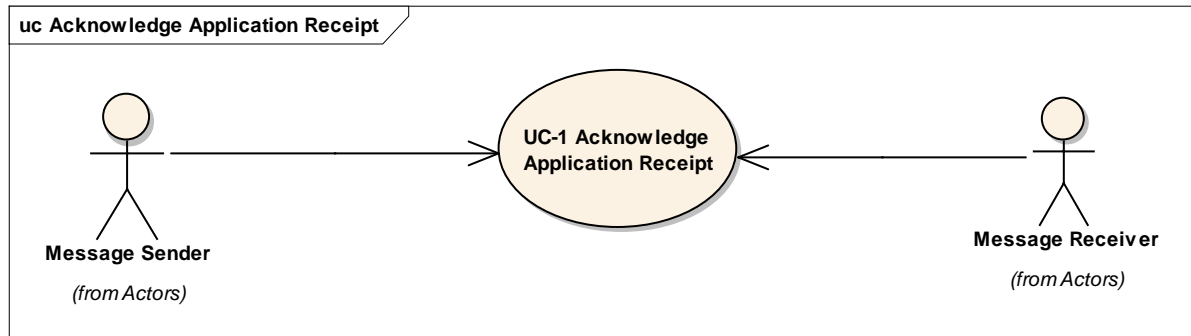 uc Acknowledge Application Receipt
UC-1 Acknowledge
Application Receipt
Message Sender
(from Actors)
Message Receiver
(from Actors)